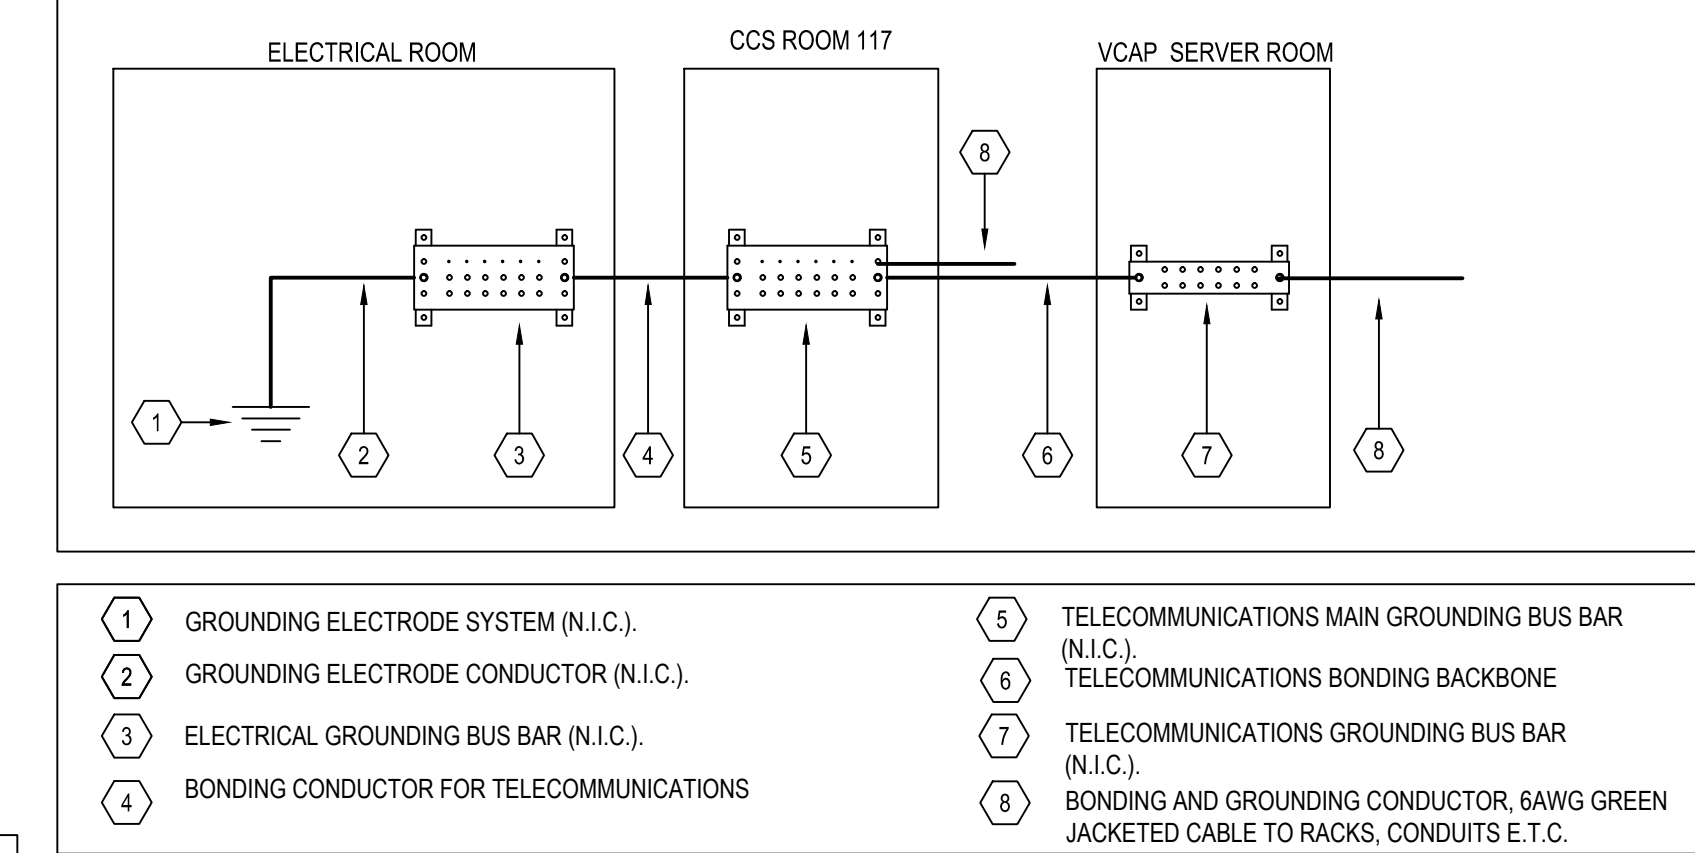 ELECTRICAL ROOM
CCS ROOM 117
VCAP SERVER ROOM
8
1
2
3
4
5
6
7
8
1
GROUNDING ELECTRODE SYSTEM (N.I.C.).
2
GROUNDING ELECTRODE CONDUCTOR (N.I.C.).
3
ELECTRICAL GROUNDING BUS BAR (N.I.C.).
4
BONDING CONDUCTOR FOR TELECOMMUNICATIONS
5
TELECOMMUNICATIONS MAIN GROUNDING BUS BAR
(N.I.C.).
6
TELECOMMUNICATIONS BONDING BACKBONE
7
TELECOMMUNICATIONS GROUNDING BUS BAR
(N.I.C.).
8
BONDING AND GROUNDING CONDUCTOR, 6AWG GREEN
JACKETED CABLE TO RACKS, CONDUITS E.T.C.